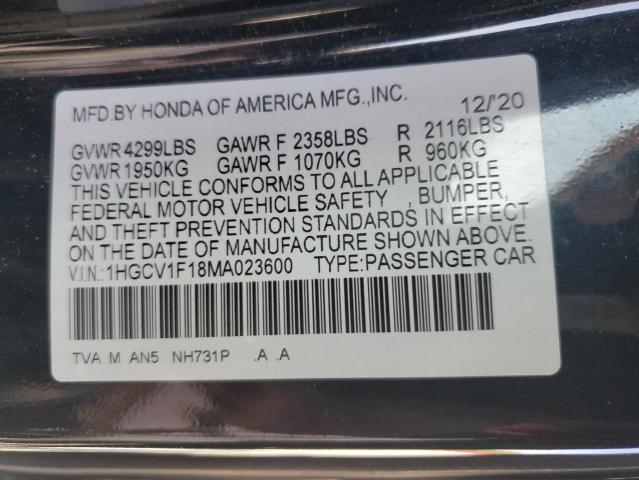 MFD.BY HONDA OF AMERICA MFG.,INC. 12/'20
GVWR 4299LBS GAWR F 2358LBS R 2116LBS
GVWR 1950KG GAWR F 1070KG R 960KG
THIS VEHICLE CONFORMS TO ALL APPLICABLE
FEDERAL MOTOR VEHICLE SAFETY , BUMPER,
AND THEFT PREVENTION STANDARDS IN EFFECT
ON THE DATE OF MANUFACTURE SHOWN ABOVE.
V.I.N.:1HGCV1F18MA023600 TYPE:PASSENGER CAR
TVA M AN5 NH731P .A .A